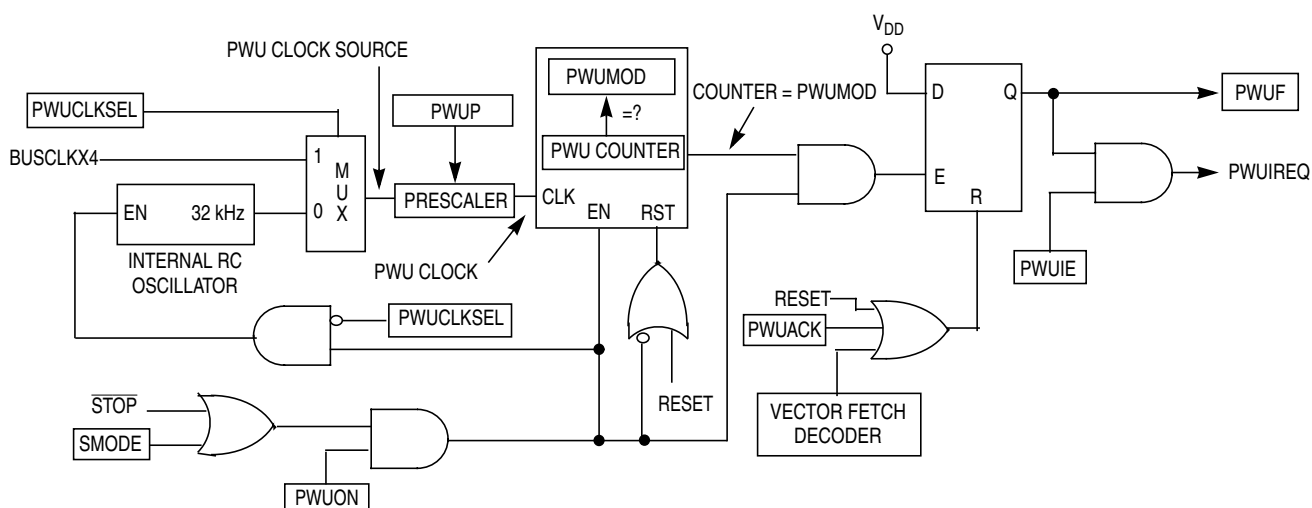 V_DD
PWU CLOCK SOURCE
PWUMOD
COUNTER = PWUMOD
D
Q
PWUF
PWUCLKSEL
PWUP
=?
BUSCLKX4
1
M
U
X
PWU COUNTER
E
PWUIREQ
EN
32 kHz
0
PRESCALER
CLK
EN
RST
R
INTERNAL RC
OSCILLATOR
PWU CLOCK
PWUIE
PWUCLKSEL
RESET
PWUACK
STOP
RESET
VECTOR FETCH
DECODER
SMODE
PWUON